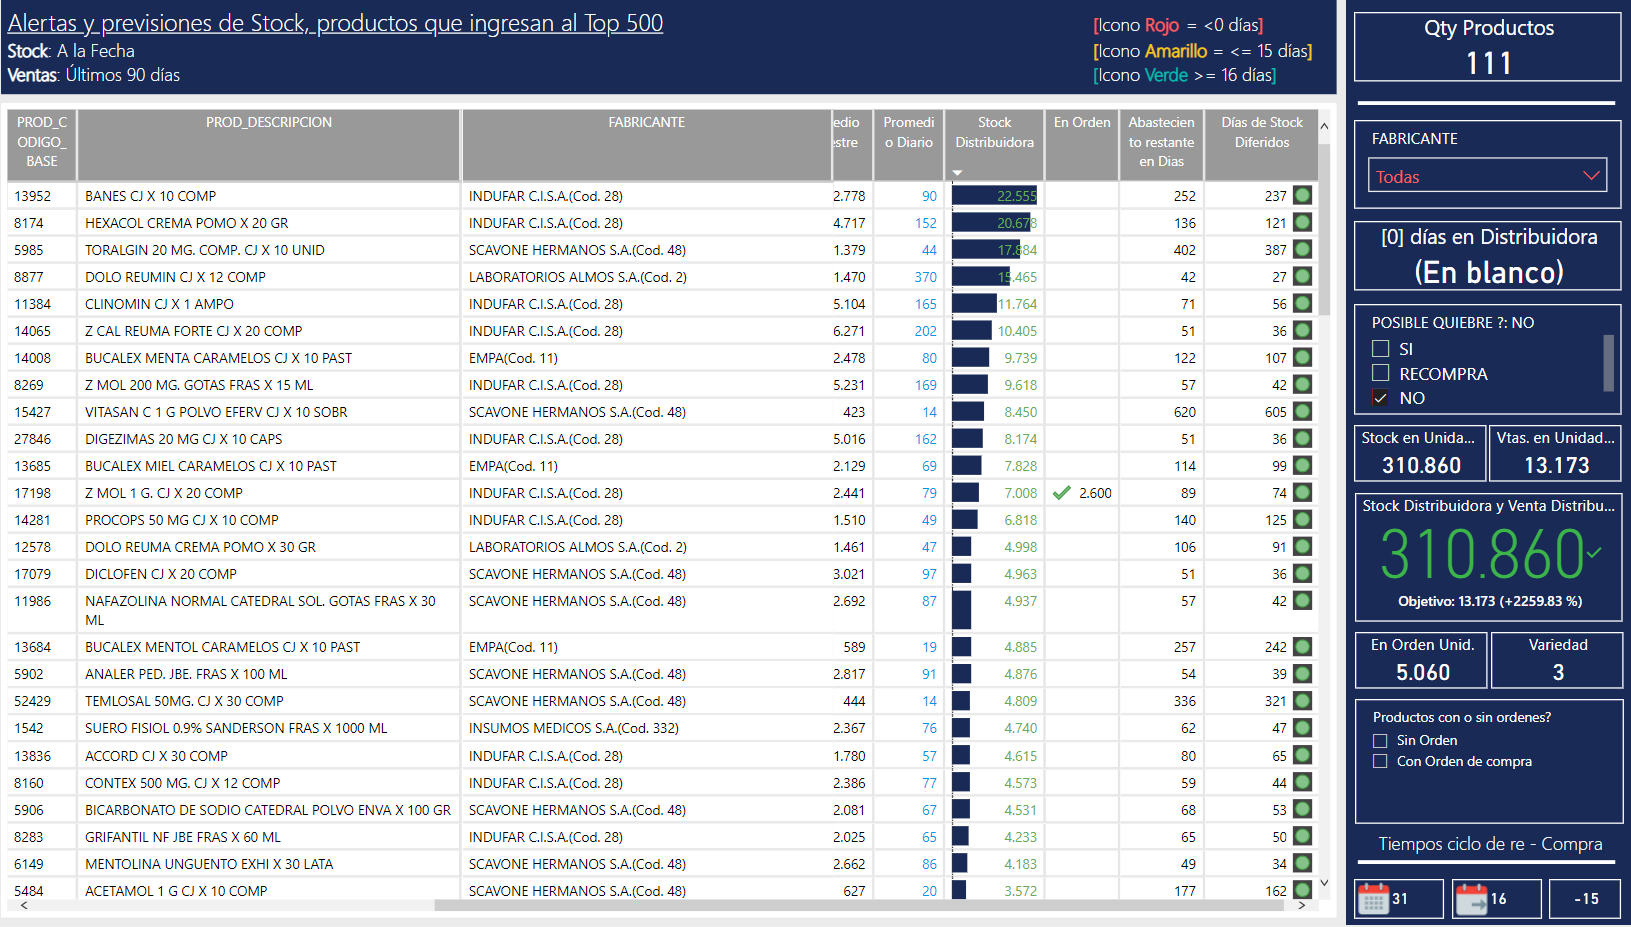 Alertas y previsiones de Stock, productos que ingresan al Top 500
Stock: A la Fecha
Ventas: Últimos 90 días
[Icono Rojo = <0 días]
[Icono Amarillo = <= 15 días]
[Icono Verde >= 16 días]
PROD_CODIGO_BASE PROD_DESCRIPCION FABRICANTE edio estre Promedio Diario Stock Distribuidora En Orden Abastecien to restante en Dias Días de Stock Diferidos
13952 BANES CJ X 10 COMP INDUFAR C.I.S.A.(Cod. 28) 2.778 90 22.555 252 237
8174 HEXACOL CREMA POMO X 20 GR INDUFAR C.I.S.A.(Cod. 28) 4.717 152 20.678 136 121
5985 TORALGIN 20 MG. COMP. CJ X 10 UNID SCAVONE HERMANOS S.A.(Cod. 48) 1.379 44 17.884 402 387
8877 DOLO REUMIN CJ X 12 COMP LABORATORIOS ALMOS S.A.(Cod. 2) 1.470 370 15.465 42 27
11384 CLINOMIN CJ X 1 AMPO INDUFAR C.I.S.A.(Cod. 28) 5.104 165 11.764 71 56
14065 Z CAL REUMA FORTE CJ X 20 COMP INDUFAR C.I.S.A.(Cod. 28) 6.271 202 10.405 51 36
14008 BUCALEX MENTA CARAMELOS CJ X 10 PAST EMPA(Cod. 11) 2.478 80 9.739 122 107
8269 Z MOL 200 MG. GOTAS FRAS X 15 ML INDUFAR C.I.S.A.(Cod. 28) 5.231 169 9.618 57 42
15427 VITASAN C 1 G POLVO EFERV CJ X 10 SOBR SCAVONE HERMANOS S.A.(Cod. 48) 423 14 8.450 620 605
27846 DIGEZIMAS 20 MG CJ X 10 CAPS INDUFAR C.I.S.A.(Cod. 28) 5.016 162 8.174 51 36
13685 BUCALEX MIEL CARAMELOS CJ X 10 PAST EMPA(Cod. 11) 2.129 69 7.828 114 99
17198 Z MOL 1 G. CJ X 20 COMP INDUFAR C.I.S.A.(Cod. 28) 2.441 79 7.008 2.600 89 74
14281 PROCOPS 50 MG CJ X 10 COMP INDUFAR C.I.S.A.(Cod. 28) 1.510 49 6.818 140 125
12578 DOLO REUMA CREMA POMO X 30 GR LABORATORIOS ALMOS S.A.(Cod. 2) 1.461 47 4.998 106 91
17079 DICLOFEN CJ X 20 COMP SCAVONE HERMANOS S.A.(Cod. 48) 3.021 97 4.963 51 36
11986 NAFAZOLINA NORMAL CATEDRAL SOL. GOTAS FRAS X 30 ML SCAVONE HERMANOS S.A.(Cod. 48) 2.692 87 4.937 57 42
13684 BUCALEX MENTOL CARAMELOS CJ X 10 PAST EMPA(Cod. 11) 589 19 4.885 257 242
5902 ANALER PED. JBE. FRAS X 100 ML SCAVONE HERMANOS S.A.(Cod. 48) 2.817 91 4.876 54 39
52429 TEMLOSAL 50MG. CJ X 30 COMP SCAVONE HERMANOS S.A.(Cod. 48) 444 14 4.809 336 321
1542 SUERO FISIOL 0.9% SANDERSON FRAS X 1000 ML INSUMOS MEDICOS S.A.(Cod. 332) 2.367 76 4.740 62 47
13836 ACCORD CJ X 30 COMP INDUFAR C.I.S.A.(Cod. 28) 1.780 57 4.615 80 65
8160 CONTEX 500 MG. CJ X 12 COMP INDUFAR C.I.S.A.(Cod. 28) 2.386 77 4.573 59 44
5906 BICARBONATO DE SODIO CATEDRAL POLVO ENVA X 100 GR SCAVONE HERMANOS S.A.(Cod. 48) 2.081 67 4.531 68 53
8283 GRIFANTIL NF JBE FRAS X 60 ML INDUFAR C.I.S.A.(Cod. 28) 2.025 65 4.233 65 50
6149 MENTOLINA UNGUENTO EXHI X 30 LATA SCAVONE HERMANOS S.A.(Cod. 48) 2.662 86 4.183 49 34
5484 ACETAMOL 1 G CJ X 10 COMP SCAVONE HERMANOS S.A.(Cod. 48) 627 20 3.572 177 162
Qty Productos
111
FABRICANTE
Todas
[0] días en Distribuidora
(En blanco)
POSIBLE QUIEBRE ?: NO
SI
RECOMPRA
NO
Stock en Unida... Vtas. en Unidad...
310.860 13.173
Stock Distribuidora y Venta Distribu...
310.860
Objetivo: 13.173 (+2259.83 %)
En Orden Unid. Variedad
5.060 3
Productos con o sin ordenes?
Sin Orden
Con Orden de compra
Tiempos ciclo de re - Compra
31 16 -15